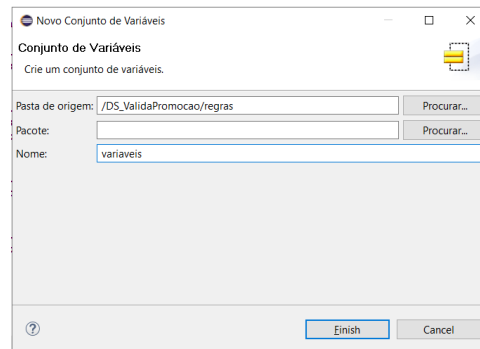 Novo Conjunto de Variáveis
Conjunto de Variáveis
Crie um conjunto de variáveis.
Pasta de origem: /DS_ValidaPromocao/regras Procurar...
Pacote: Procurar...
Nome: variaveis
? Finish Cancel